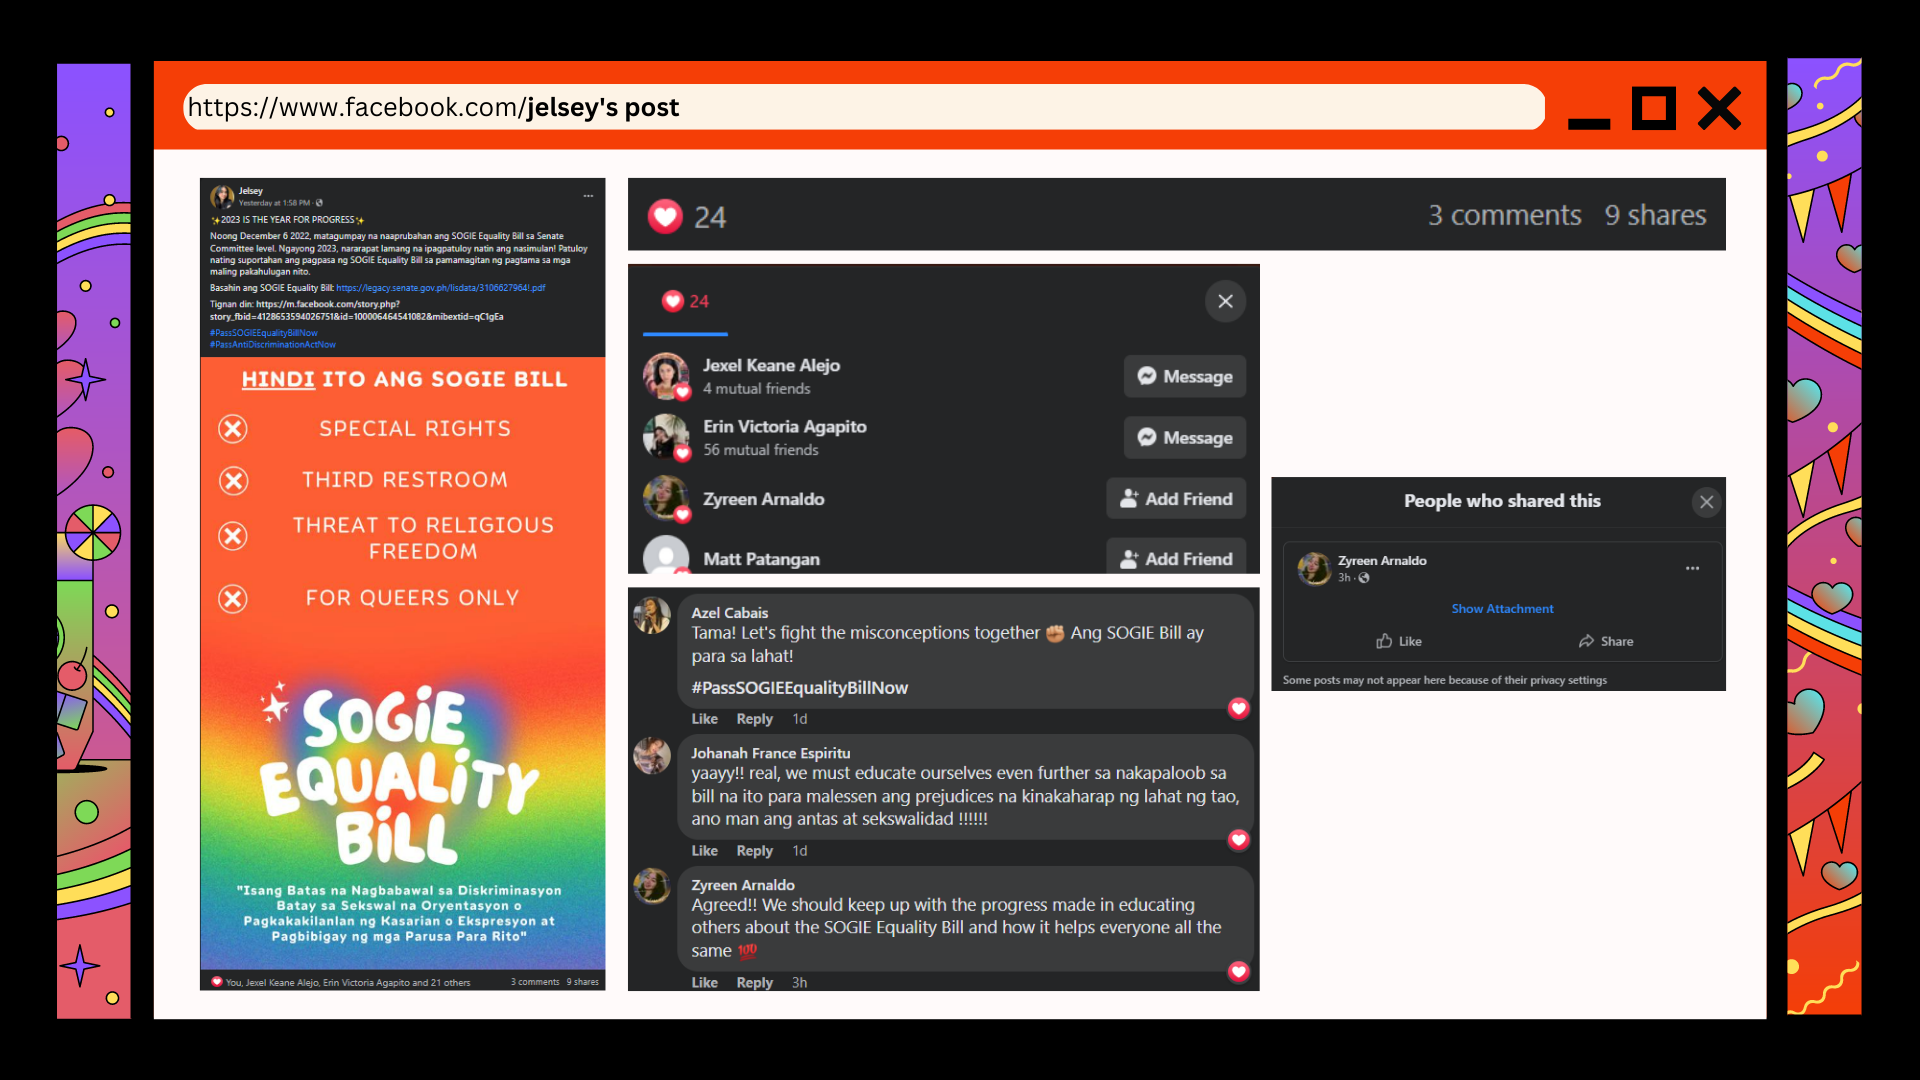 https://www.facebook.com/jelsey's post
Jelsey
Yesterday at 1:58 PM ·
✨2023 IS THE YEAR FOR PROGRESS✨
Noong December 6 2022, matagumpay na naaprubahan ang SOGIE Equality Bill sa Senate
Committee level. Ngayong 2023, nararapat lamang na ipagpatuloy natin ang nasimulan! Patuloy
nating suportahan ang pagpasa ng SOGIE Equality Bill sa pamamagitan ng pagtama sa mga
maling pakahulugan nito.
Basahin ang SOGIE Equality Bill: https://legacy.senate.gov.ph/lisdata/3106627964!.pdf
Tignan din: https://m.facebook.com/story.php?
story_fbid=4128653594026751&id=100006464541082&mibextid=qC1gEa
#PassSOGIEEqualityBillNow
#PassAntiDiscriminationActNow
HINDI ITO ANG SOGIE BILL
SPECIAL RIGHTS
THIRD RESTROOM
THREAT TO RELIGIOUS
FREEDOM
FOR QUEERS ONLY
SOGiE
EQUALiTY
BiLL
"Isang Batas na Nagbabawal sa Diskriminasyon
Batay sa Sekswal na Oryentasyon o
Pagkakakilanlan ng Kasarian o Ekspresyon at
Pagbibigay ng mga Parusa Para Rito"
You, Jexel Keane Alejo, Erin Victoria Agapito and 21 others 3 comments 9 shares
24 3 comments 9 shares
24
Jexel Keane Alejo
4 mutual friends
Message
Erin Victoria Agapito
56 mutual friends
Message
Zyreen Arnaldo
Add Friend
Matt Patangan
Add Friend
Azel Cabais
Tama! Let's fight the misconceptions together ✊🏽 Ang SOGIE Bill ay
para sa lahat!
#PassSOGIEEqualityBillNow
Like Reply 1d
Johanah France Espiritu
yaayy!! real, we must educate ourselves even further sa nakapaloob sa
bill na ito para malessen ang prejudices na kinakaharap ng lahat ng tao,
ano man ang antas at sekswalidad !!!!!!
Like Reply 1d
Zyreen Arnaldo
Agreed!! We should keep up with the progress made in educating
others about the SOGIE Equality Bill and how it helps everyone all the
same 💯
Like Reply 3h
People who shared this
Zyreen Arnaldo
3h ·
Show Attachment
Like Share
Some posts may not appear here because of their privacy settings